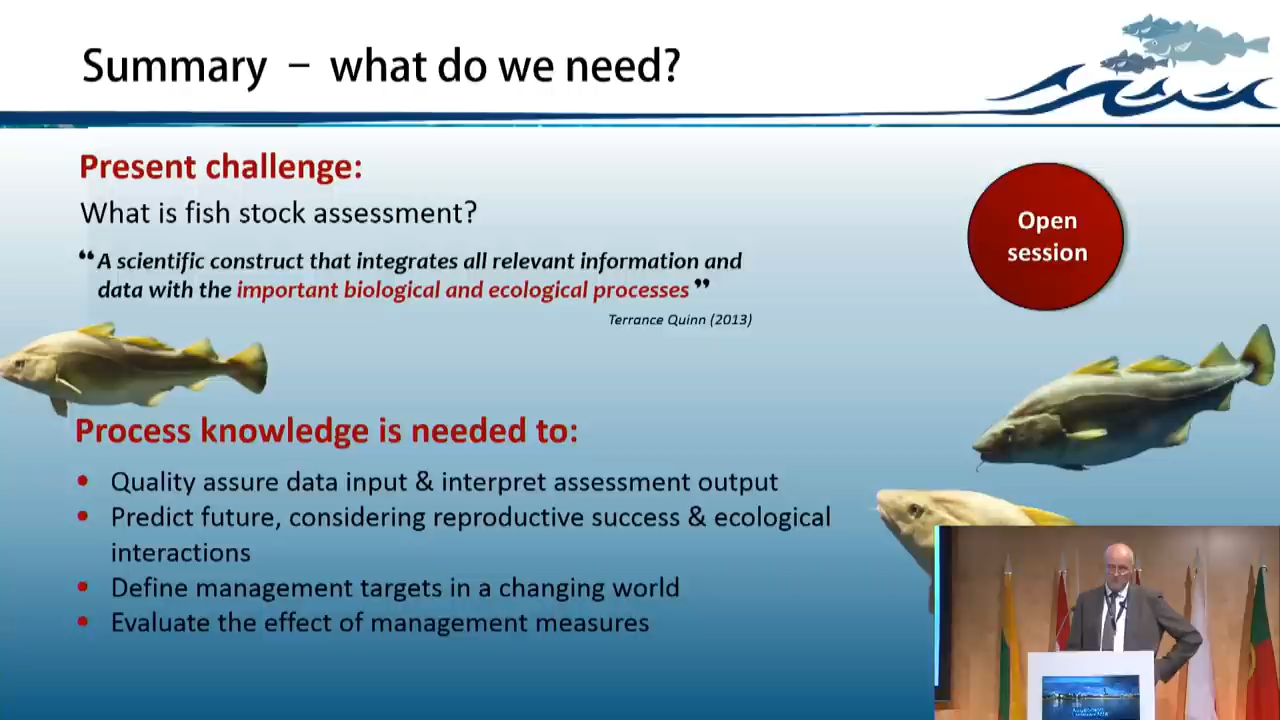 Summary – what do we need?
Present challenge:
What is fish stock assessment?
“A scientific construct that integrates all relevant information and
data with the important biological and ecological processes”
Terrance Quinn (2013)
Open
session
Process knowledge is needed to:
• Quality assure data input & interpret assessment output
• Predict future, considering reproductive success & ecological
interactions
• Define management targets in a changing world
• Evaluate the effect of management measures